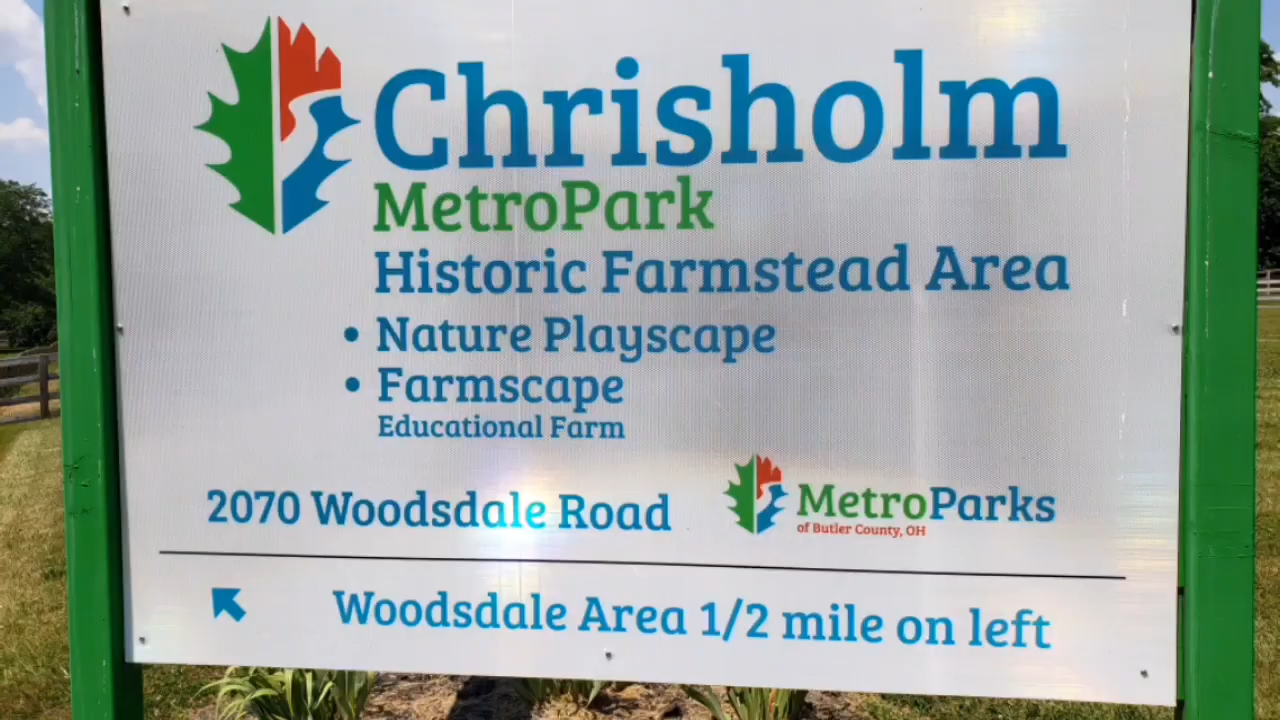 Chrisholm
MetroPark
Historic Farmstead Area
• Nature Playscape
• Farmscape
Educational Farm
2070 Woodsdale Road
MetroParks
of Butler County, OH
Woodsdale Area 1/2 mile on left